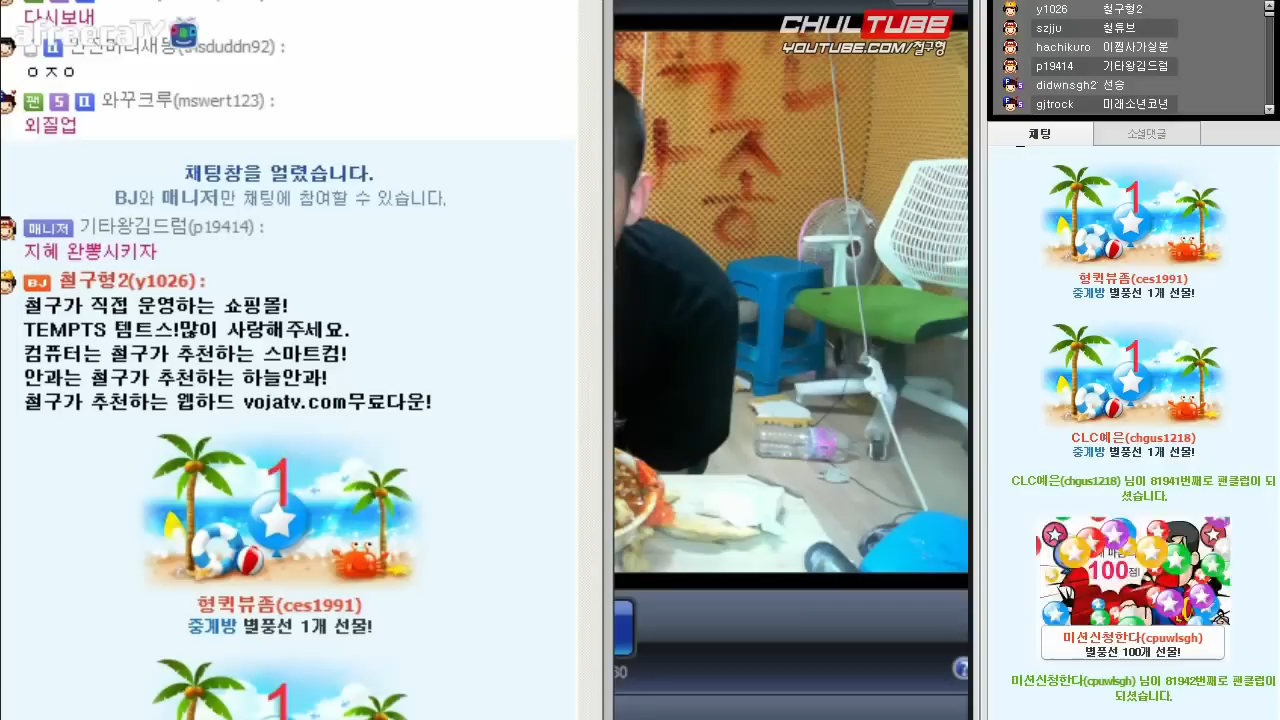 다시보내
afreecaTV
ㅇㅈㅇ
팬 S
와꾸크루(mswert123) :
외질업
채팅창을 얼렸습니다.
BJ와 매니저만 채팅에 참여할 수 있습니다.
매니저 기타왕김드럼(p19414) :
지혜 완뽕시키자
BJ 철구형2(y1026) :
철구가 직접 운영하는 쇼핑몰!
TEMPTS 템트스!많이 사랑해주세요.
컴퓨터는 철구가 추천하는 스마트컴!
안과는 철구가 추천하는 하늘안과!
철구가 추천하는 웹하드 vojatv.com무료다운!
1
형퀵뷰좀(ces1991)
중계방 별풍선 1개 선물!
1
CHULTUBE
YOUTUBE.COM/철구형
30
y1026 철구형2
szjju 철튜브
oschikuro 이찜시가실분
p19414 기타왕김드럼
didwnsgh2 선승
gjtrock 미래소년코넌
채팅 소셜댓글
1
형퀵뷰좀(ces1991)
중계방 별풍선 1개 선물!
1
CLC예은(chgus1218)
중계방 별풍선 1개 선물!
CLC예은(chgus1218) 님이 81941번째로 팬클럽이 되
셨습니다.
100
미션신청한다(cpuwlsgh)
별풍선 100개 선물!
미션신청한다(cpuwlsgh) 님이 81942번째로 팬클럽이
되셨습니다.